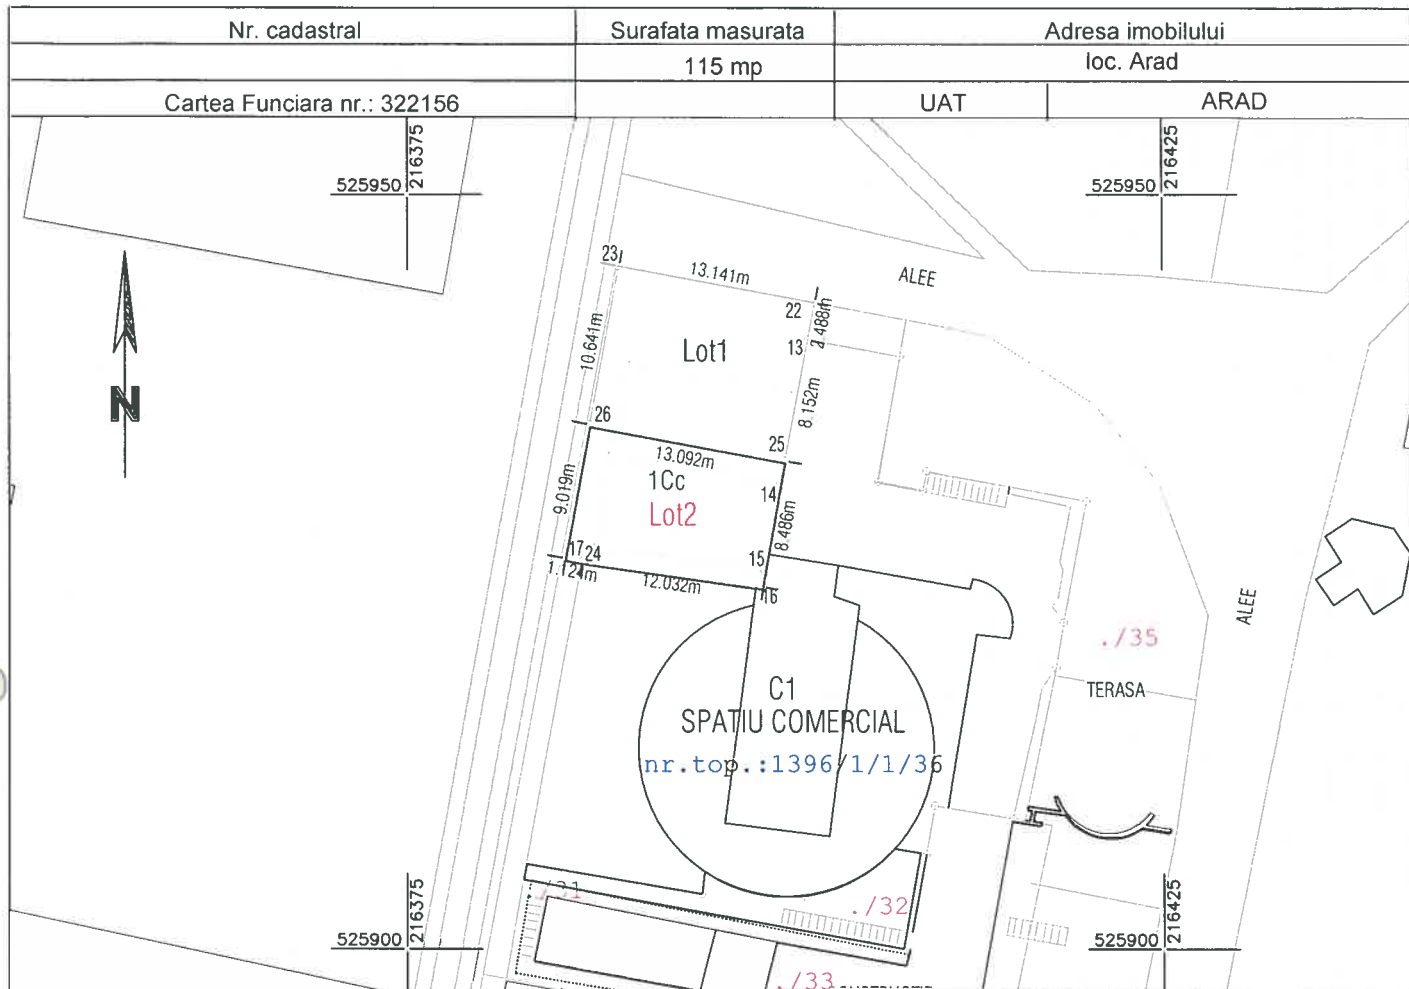 Nr. cadastral
Surafata masurata
Adresa imobilului
115 mp
loc. Arad
Cartea Funciara nr.: 322156
UAT
ARAD
216375
525950
216425
525950
23
13.141m
ALEE
22
2.488m
13
10.641m
Lot1
8.152m
26
25
13.092m
1Cc
14
Lot2
9.019m
8.486m
17
24
15
1.124m
12.032m
16
ALEE
./35
TERASA
C1
SPATIU COMERCIAL
nr.top.:1396/1/1/36
./31
./32
216375
525900
216425
525900
./33
N